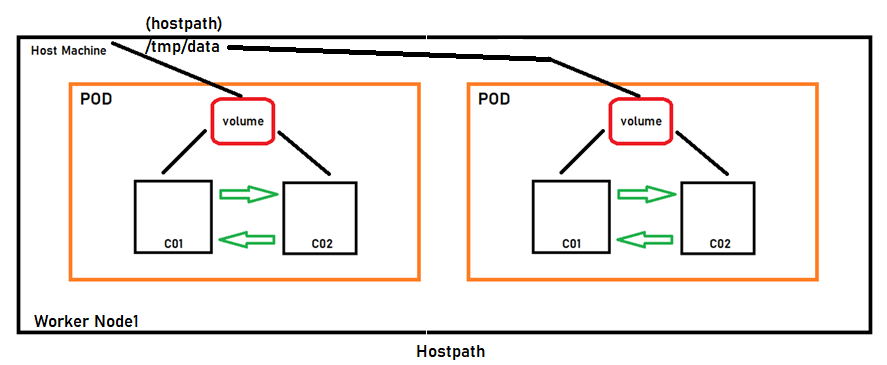 (hostpath)
Host Machine
/tmp/data
POD
volume
C01
C02
POD
volume
C01
C02
Worker Node1
Hostpath